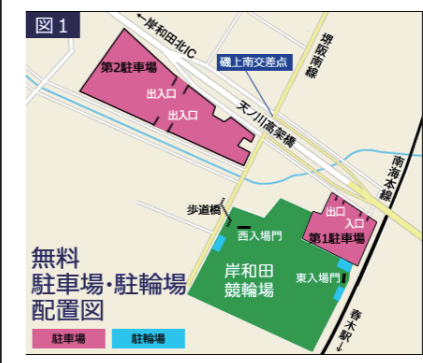 図1
←岸和田北IC
堺阪南線
第2駐車場
磯上南交差点
出入口
出入口
天ノ川高架橋
南海本線
歩道橋
出口
入口
西入場門
第1駐車場
岸和田
競輪場
東入場門
無料
駐車場・駐輪場
配置図
春木駅↓
駐車場
駐輪場